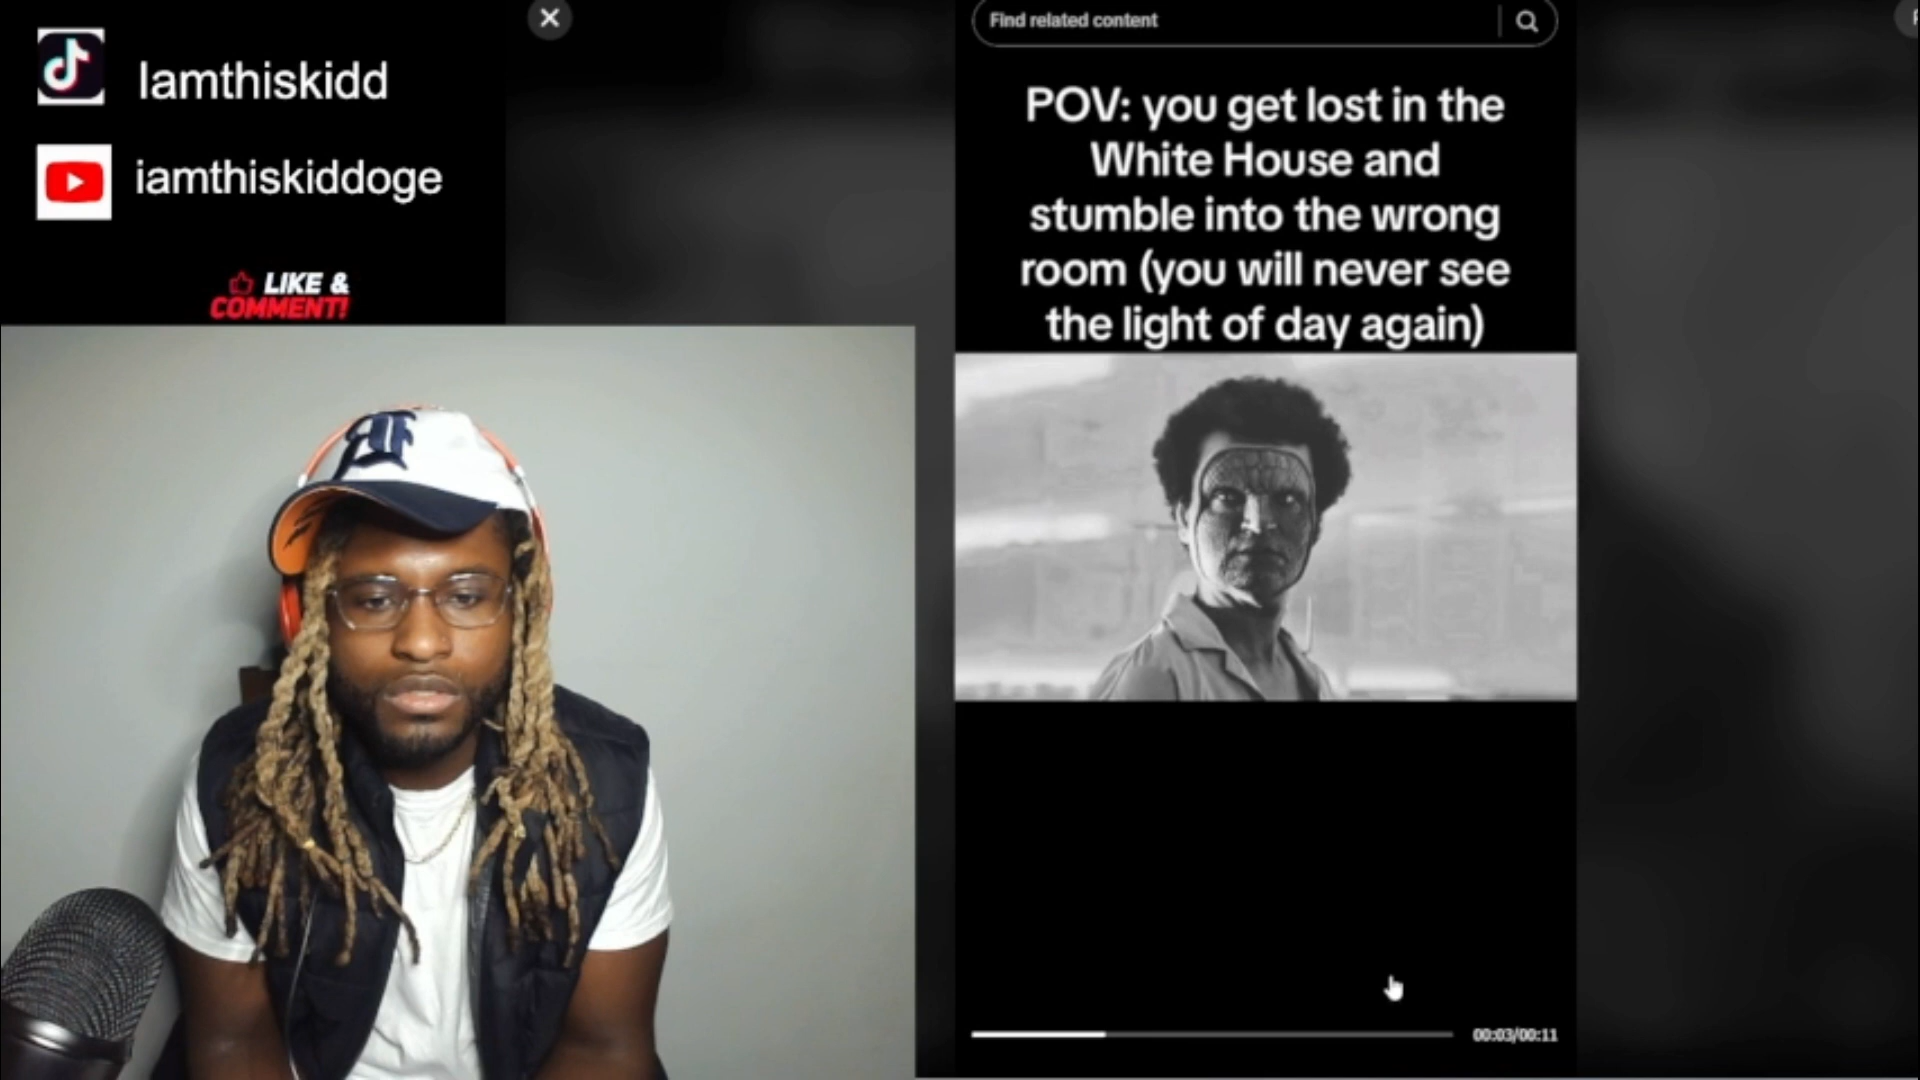 Iamthiskidd
iamthiskiddoge
LIKE &
COMMENT!
Find related content
POV: you get lost in the
White House and
stumble into the wrong
room (you will never see
the light of day again)
00:03/00:11